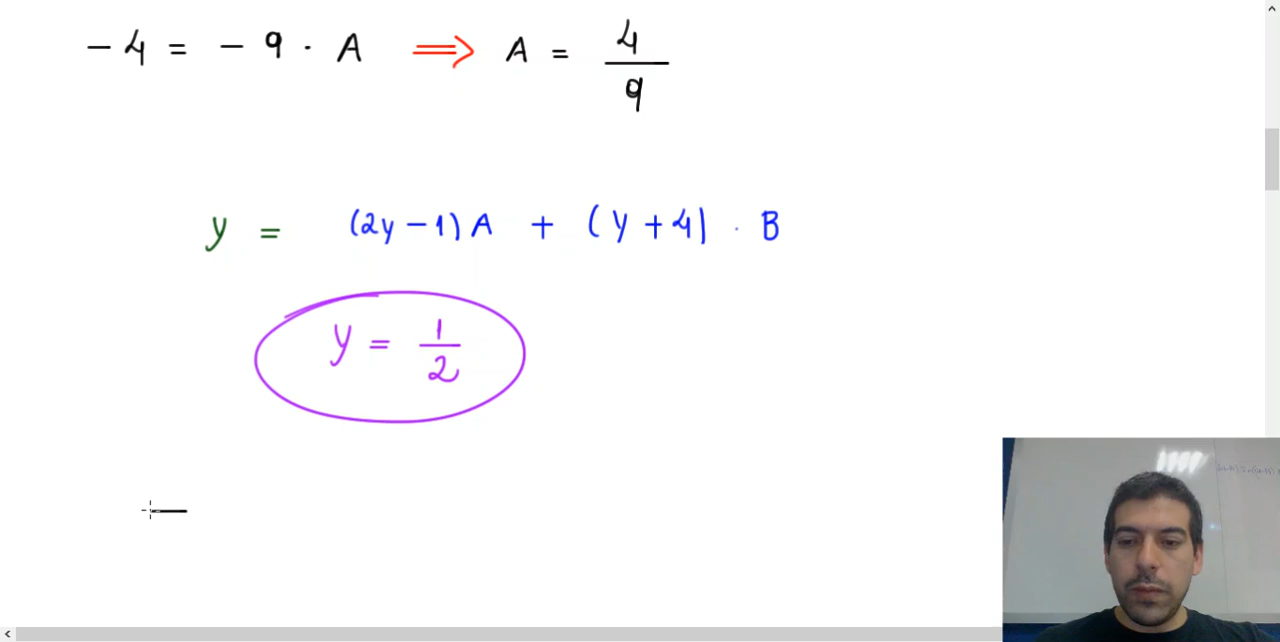 - 4 = - 9 · A ⟹ A = 4/9
y = (2y - 1) A + (y + 4) · B
y = 1/2